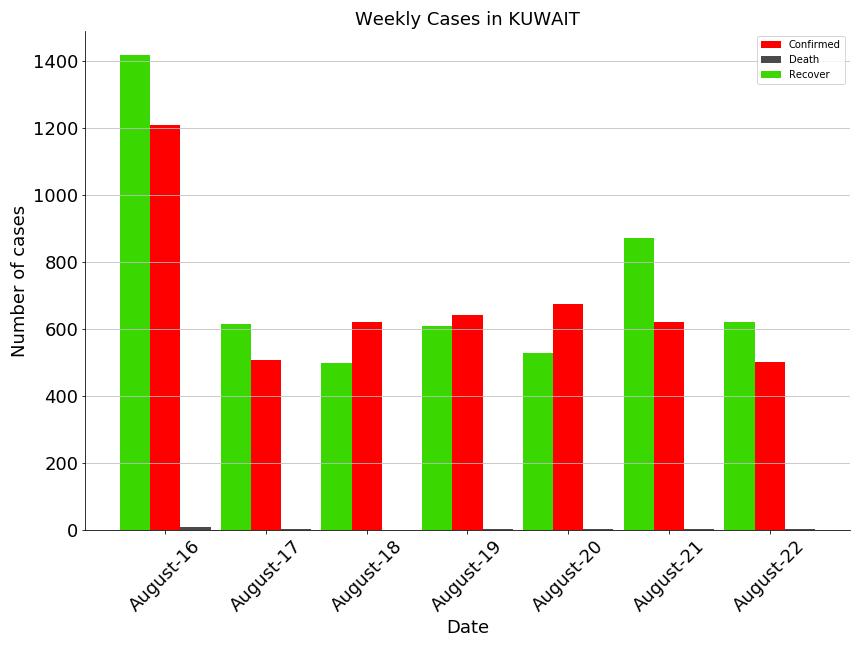 Weekly Cases in KUWAIT
Confirmed
Death
Recover
Number of cases
1400
1200
1000
800
600
400
200
0
August-16
August-17
August-18
August-19
August-20
August-21
August-22
Date